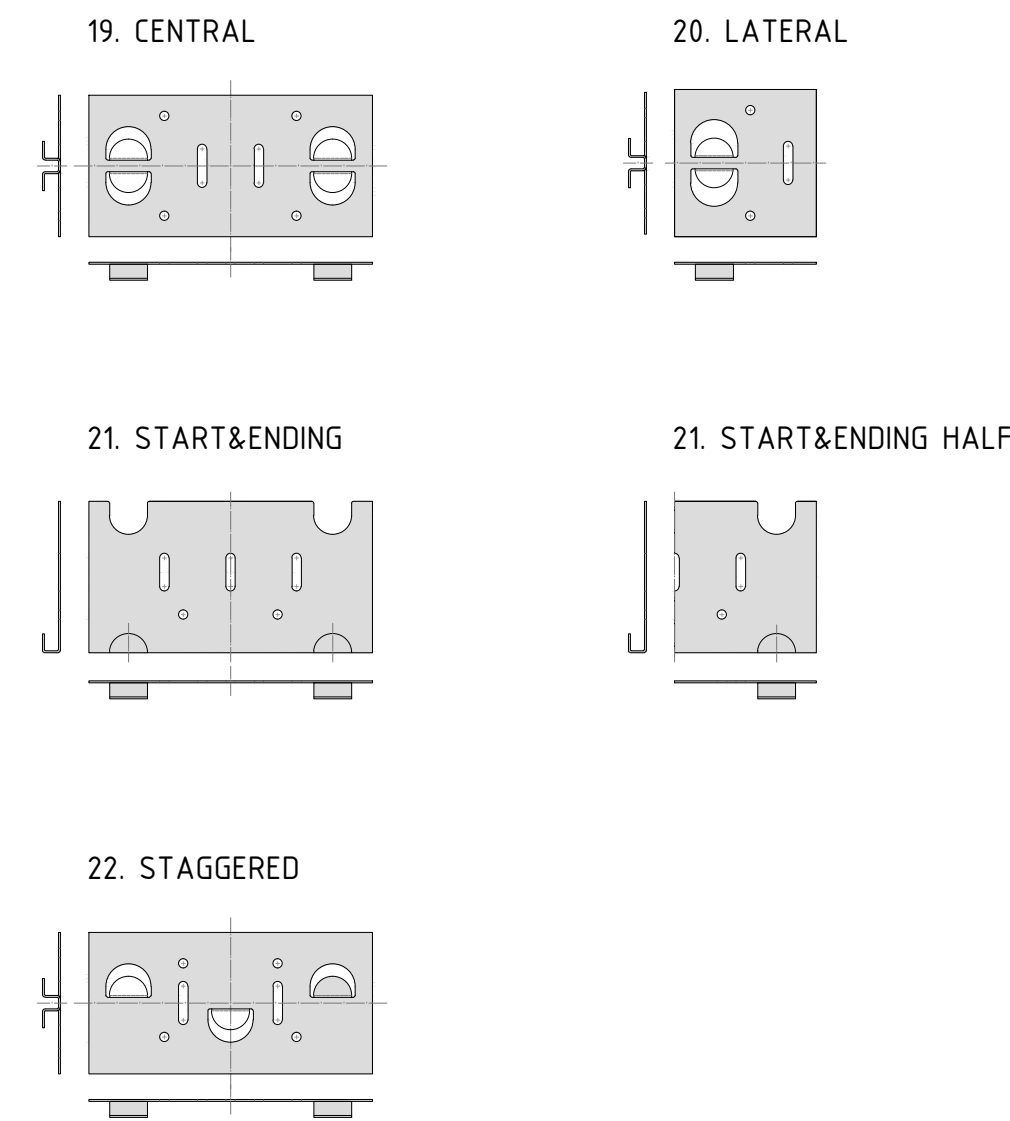 19. CENTRAL
20. LATERAL
21. START&ENDING
21. START&ENDING HALF
22. STAGGERED